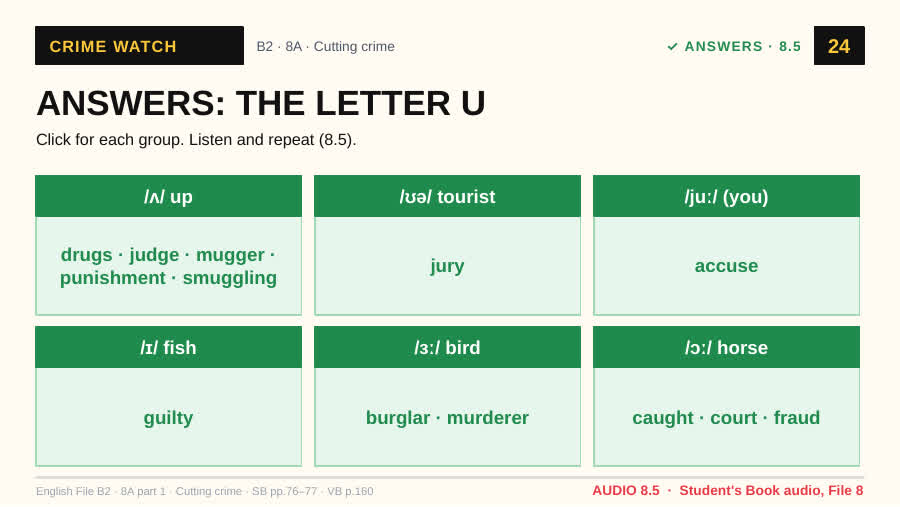 CRIME WATCH
B2 · 8A · Cutting crime
✓ ANSWERS · 8.5
24
ANSWERS: THE LETTER U
Click for each group. Listen and repeat (8.5).
/ʌ/ up
/ʊə/ tourist
/juː/ (you)
drugs · judge · mugger ·
punishment · smuggling
jury
accuse
/ɪ/ fish
/ɜː/ bird
/ɔː/ horse
guilty
burglar · murderer
caught · court · fraud
English File B2 · 8A part 1 · Cutting crime · SB pp.76–77 · VB p.160
AUDIO 8.5 · Student's Book audio, File 8